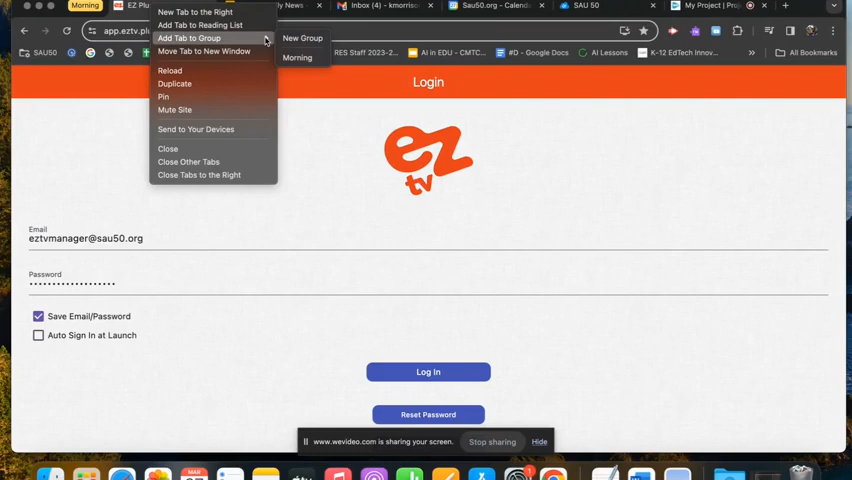 Morning
EZ Plu
New Tab to the Right
Add Tab to Reading List
Add Tab to Group
Move Tab to New Window
Reload
Duplicate
Pin
Mute Site
Send to Your Devices
Close
Close Other Tabs
Close Tabs to the Right
New Group
Morning
ly News
Inbox (4) - kmorrison
Sau50.org - Calendar
SAU 50
My Project | Proje
app.eztv.pl
SAU50
RES Staff 2023-2
AI in EDU - CMTC...
#D - Google Docs
AI Lessons
K-12 EdTech Innov...
All Bookmarks
Login
ez
tv
Email
eztvmanager@sau50.org
Password
Save Email/Password
Auto Sign In at Launch
Log In
Reset Password
www.wevideo.com is sharing your screen.
Stop sharing
Hide
MAR
1